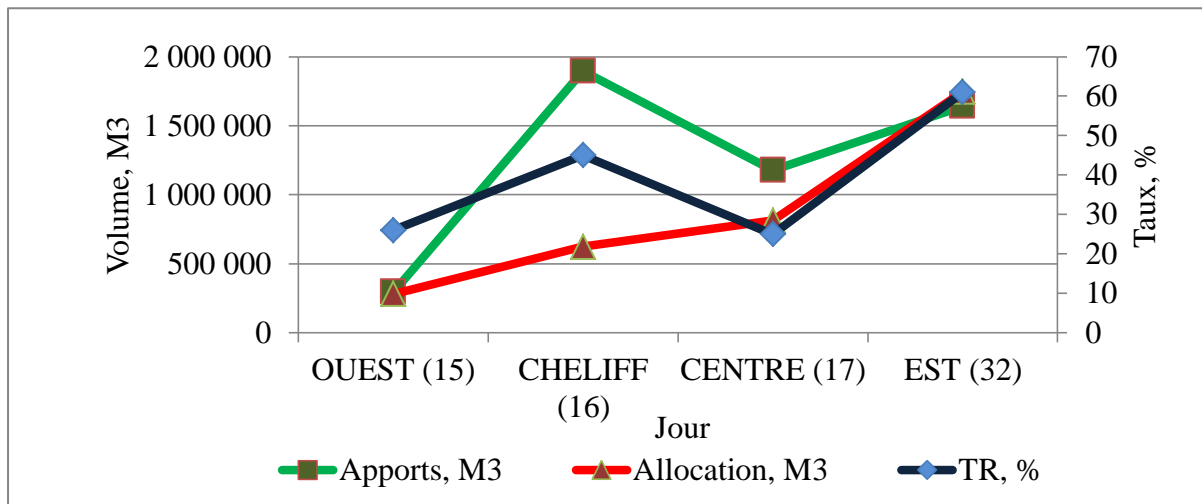 Volume, M3
2 000 000
1 500 000
1 000 000
500 000
0
70
60
50
40
30
20
10
0
Taux, %
OUEST (15)
CHELIFF
(16)
CENTRE (17)
EST (32)
Jour
Apports, M3
Allocation, M3
TR, %